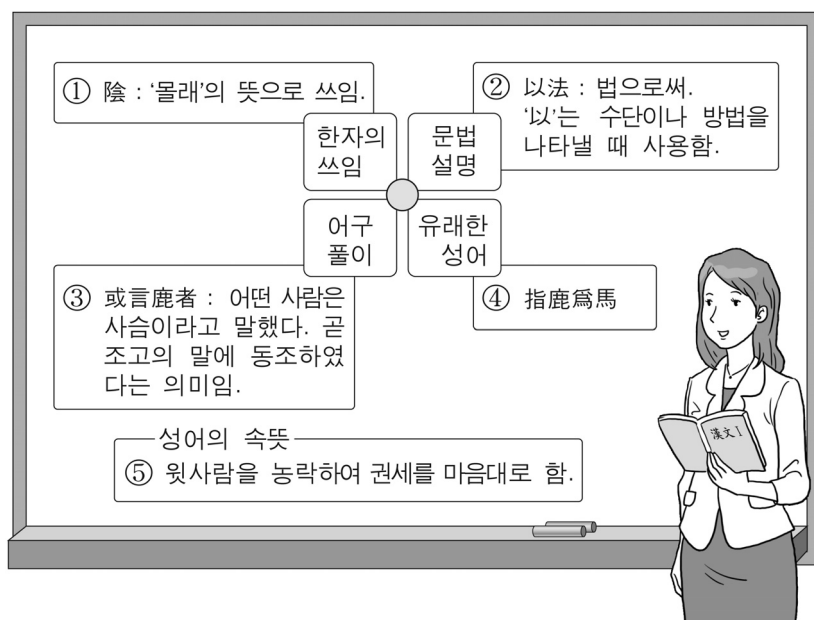 ① 陰 : ‘몰래’의 뜻으로 쓰임.
② 以法 : 법으로써.
‘以’는 수단이나 방법을
나타낼 때 사용함.
한자의
쓰임
문법
설명
어구
풀이
유래한
성어
③ 或言鹿者 : 어떤 사람은
사슴이라고 말했다. 곧
조고의 말에 동조하였
다는 의미임.
④ 指鹿爲馬
성어의 속뜻
⑤ 윗사람을 농락하여 권세를 마음대로 함.
漢文Ⅰ